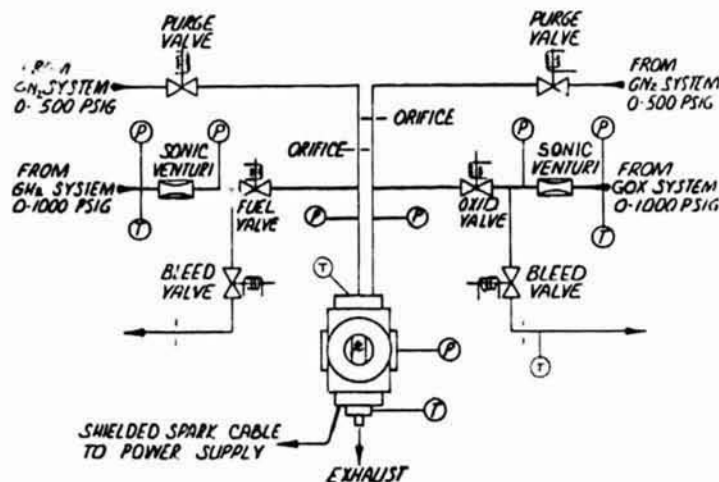 PURGE
VALVE
PURGE
VALVE
GN2 SYSTEM
0-500 PSIG
FROM
GN2 SYSTEM
0-500 PSIG
ORIFICE
ORIFICE
P
P
SONIC
VENTURI
FROM
GH2 SYSTEM
0-1000 PSIG
T
FUEL
VALVE
P
P
OXID
VALVE
P
P
SONIC
VENTURI
FROM
GOX SYSTEM
0-1000 PSIG
T
BLEED
VALVE
T
BLEED
VALVE
T
P
T
SHIELDED SPARK CABLE
TO POWER SUPPLY
EXHAUST